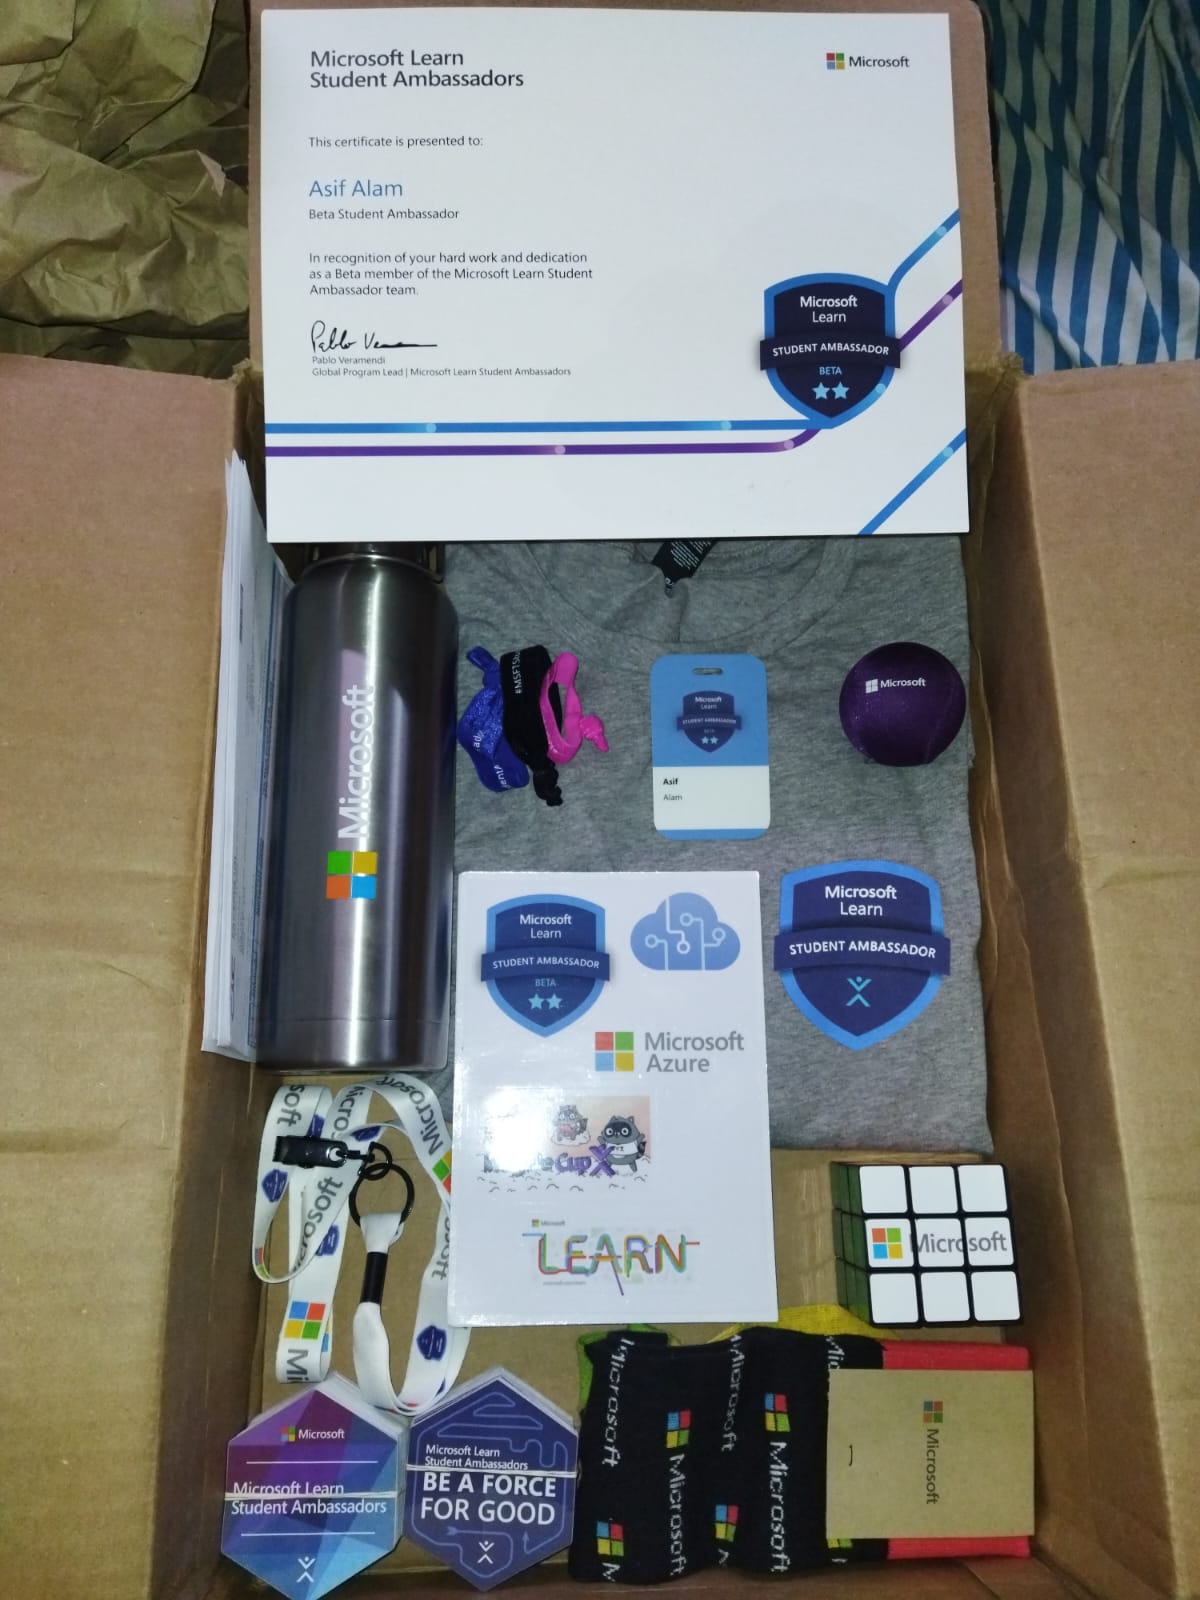 Microsoft Learn
Student Ambassadors
Microsoft
This certificate is presented to:
Asif Alam
Beta Student Ambassador
In recognition of your hard work and dedication
as a Beta member of the Microsoft Learn Student
Ambassador team.
Pablo Veramendi
Global Program Lead | Microsoft Learn Student Ambassadors
Microsoft
Learn
STUDENT AMBASSADOR
BETA
Microsoft
Microsoft
Microsoft
Learn
STUDENT AMBASSADOR
BETA
Asif
Alam
Microsoft
Learn
STUDENT AMBASSADOR
BETA
Microsoft
Azure
Microsoft
LEARN
Microsoft
Learn
STUDENT AMBASSADOR
Microsoft
Microsoft
Microsoft
Microsoft
Microsoft Learn
Student Ambassadors
Microsoft Learn
Student Ambassadors
BE A FORCE
FOR GOOD
Microsoft
Microsoft
Microsoft
Microsoft
Microsoft